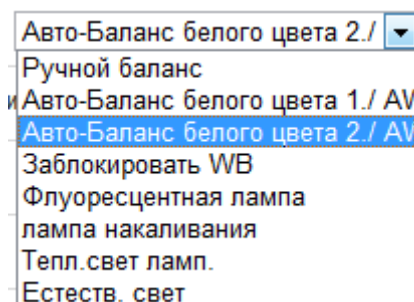 Авто-Баланс белого цвета 2./
Ручной баланс
Авто-Баланс белого цвета 1./ AW
Авто-Баланс белого цвета 2./ AW
Заблокировать WB
Флуоресцентная лампа
лампа накаливания
Тепл.свет ламп.
Естеств. свет